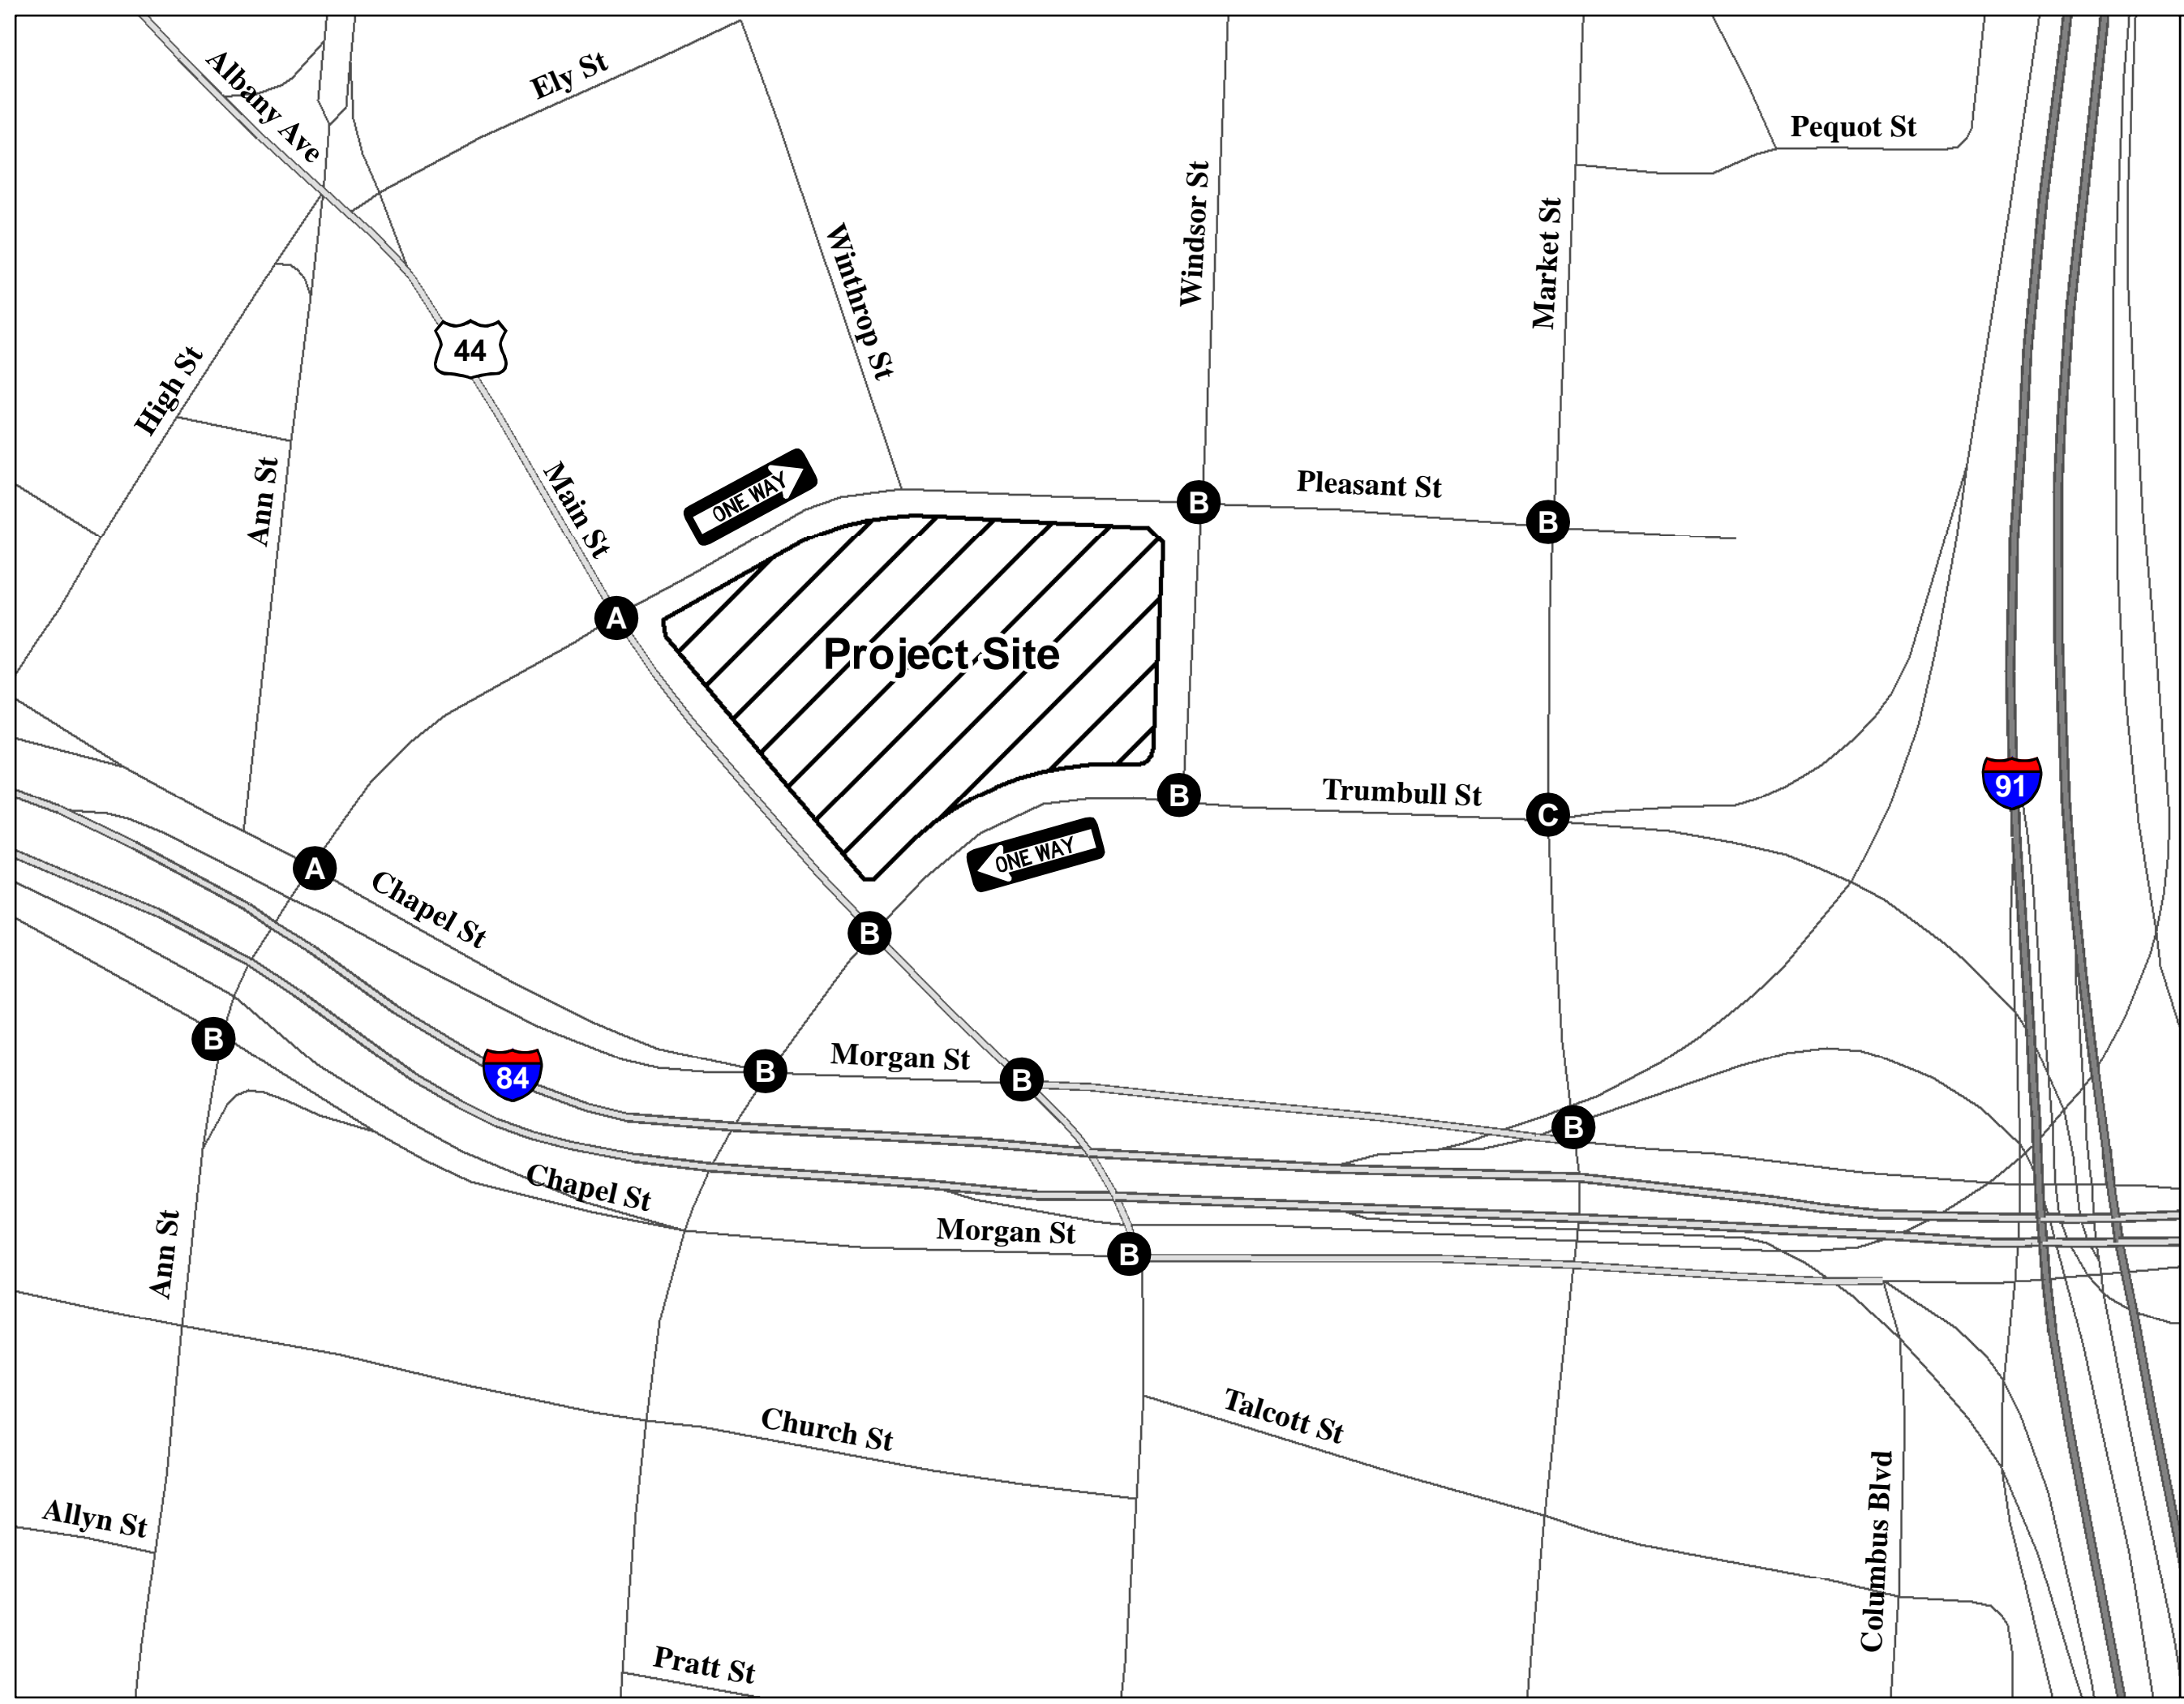 Albany Ave
Ely St
Pequot St
Windsor St
Market St
Winthrop St
44
High St
Ann St
Main St
ONE WAY
Pleasant St
B
B
A
Project Site
91
B
Trumbull St
C
ONE WAY
A
Chapel St
B
B
84
B
Morgan St
B
B
Chapel St
Morgan St
B
Ann St
Church St
Talcott St
Columbus Blvd
Allyn St
Pratt St